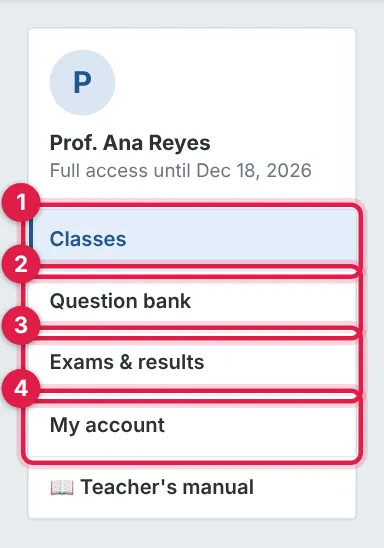 P
Prof. Ana Reyes
Full access until Dec 18, 2026
1
Classes
2
Question bank
3
Exams & results
4
My account
📖 Teacher's manual